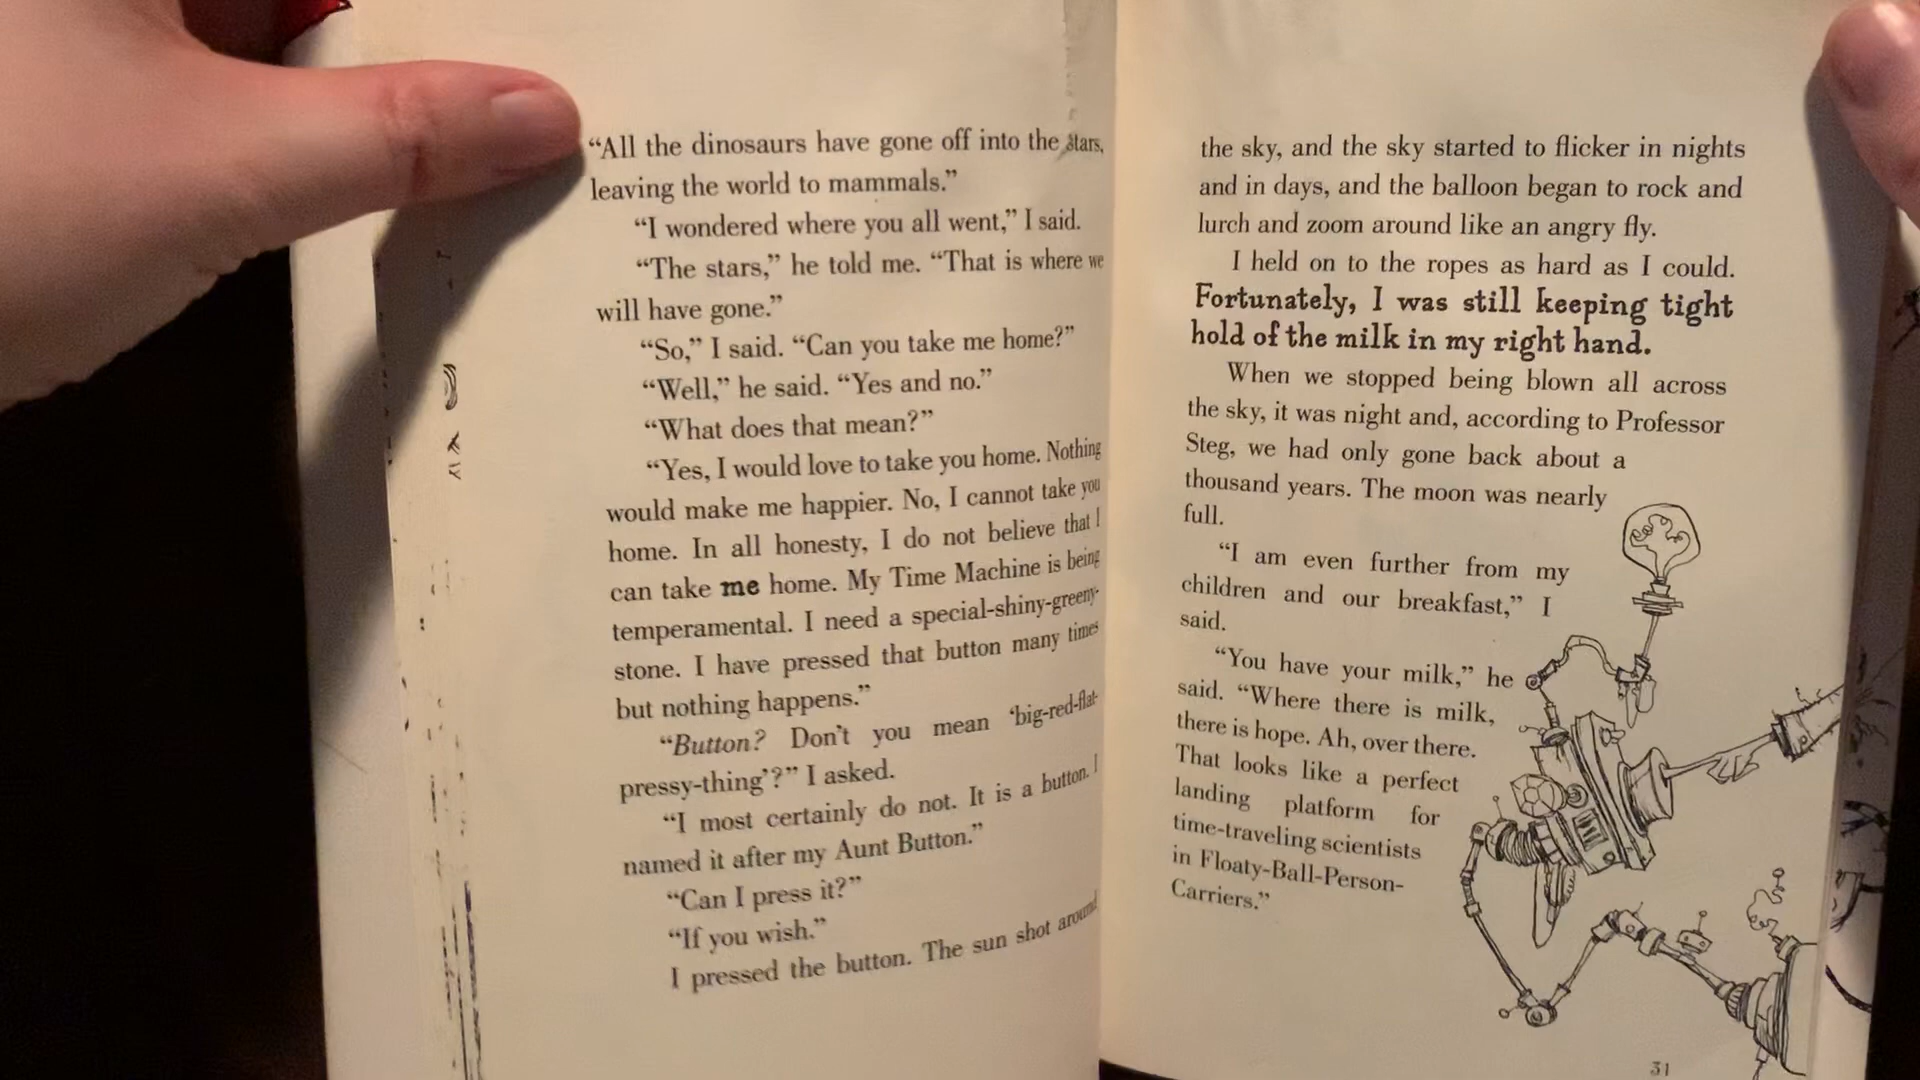 “All the dinosaurs have gone off into the stars,
leaving the world to mammals.”
“I wondered where you all went,” I said.
“The stars,” he told me. “That is where we
will have gone.”
“So,” I said. “Can you take me home?”
“Well,” he said. “Yes and no.”
“What does that mean?”
“Yes, I would love to take you home. Nothing
would make me happier. No, I cannot take you
home. In all honesty, I do not believe that I
can take me home. My Time Machine is being
temperamental. I need a special-shiny-greeny-
stone. I have pressed that button many times
but nothing happens.”
“Button? Don’t you mean ‘big-red-flat-
pressy-thing’?” I asked.
“I most certainly do not. It is a button. I
named it after my Aunt Button.”
“Can I press it?”
“If you wish.”
I pressed the button. The sun shot around
the sky, and the sky started to flicker in nights
and in days, and the balloon began to rock and
lurch and zoom around like an angry fly.
I held on to the ropes as hard as I could.
Fortunately, I was still keeping tight
hold of the milk in my right hand.
When we stopped being blown all across
the sky, it was night and, according to Professor
Steg, we had only gone back about a
thousand years. The moon was nearly
full.
“I am even further from my
children and our breakfast,” I
said.
“You have your milk,” he
said. “Where there is milk,
there is hope. Ah, over there.
That looks like a perfect
landing platform for
time-traveling scientists
in Floaty-Ball-Person-
Carriers.”
31